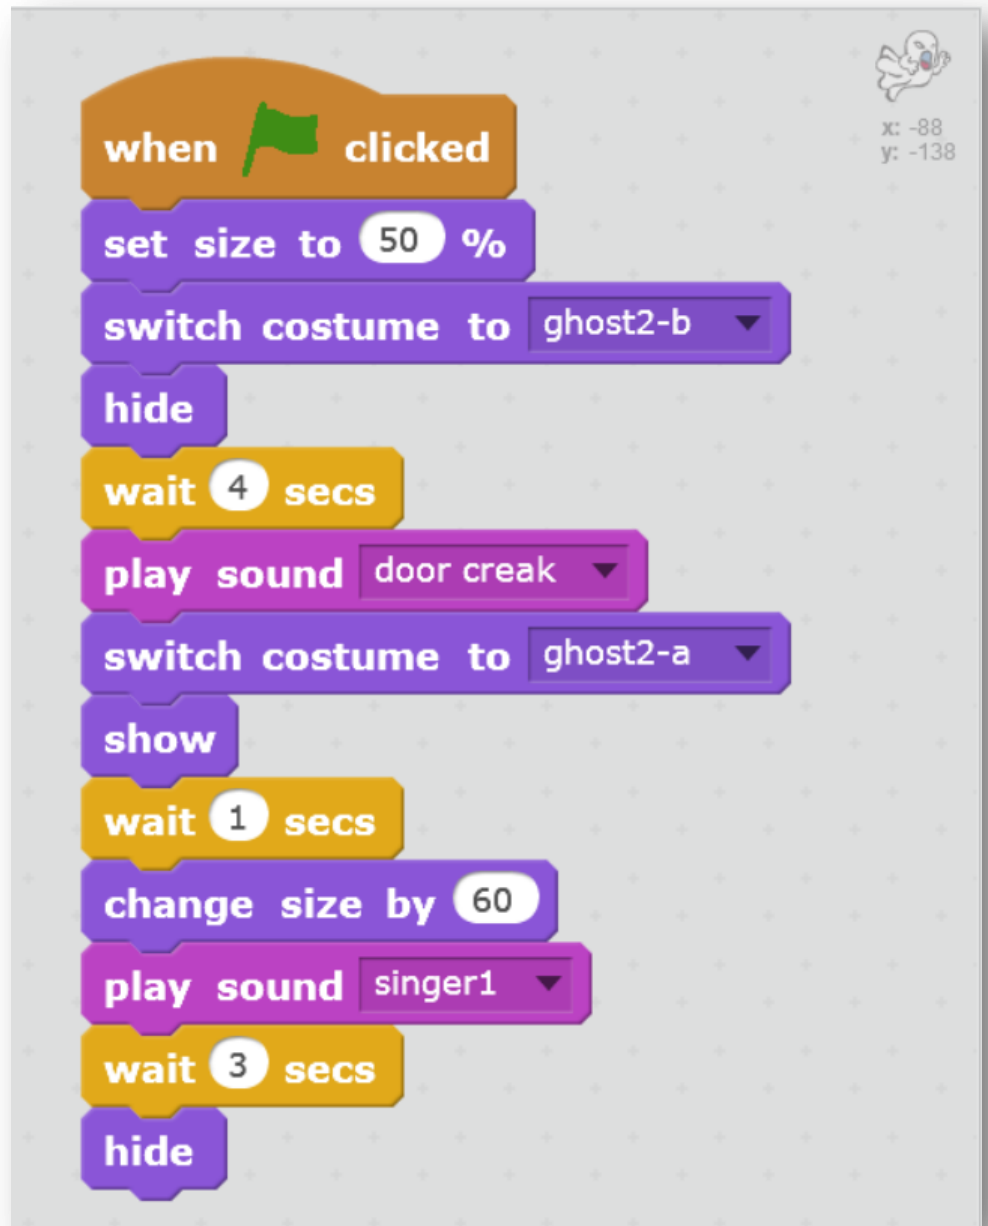 x: -88
y: -138
when clicked
set size to 50 %
switch costume to ghost2-b
hide
wait 4 secs
play sound door creak
switch costume to ghost2-a
show
wait 1 secs
change size by 60
play sound singer1
wait 3 secs
hide